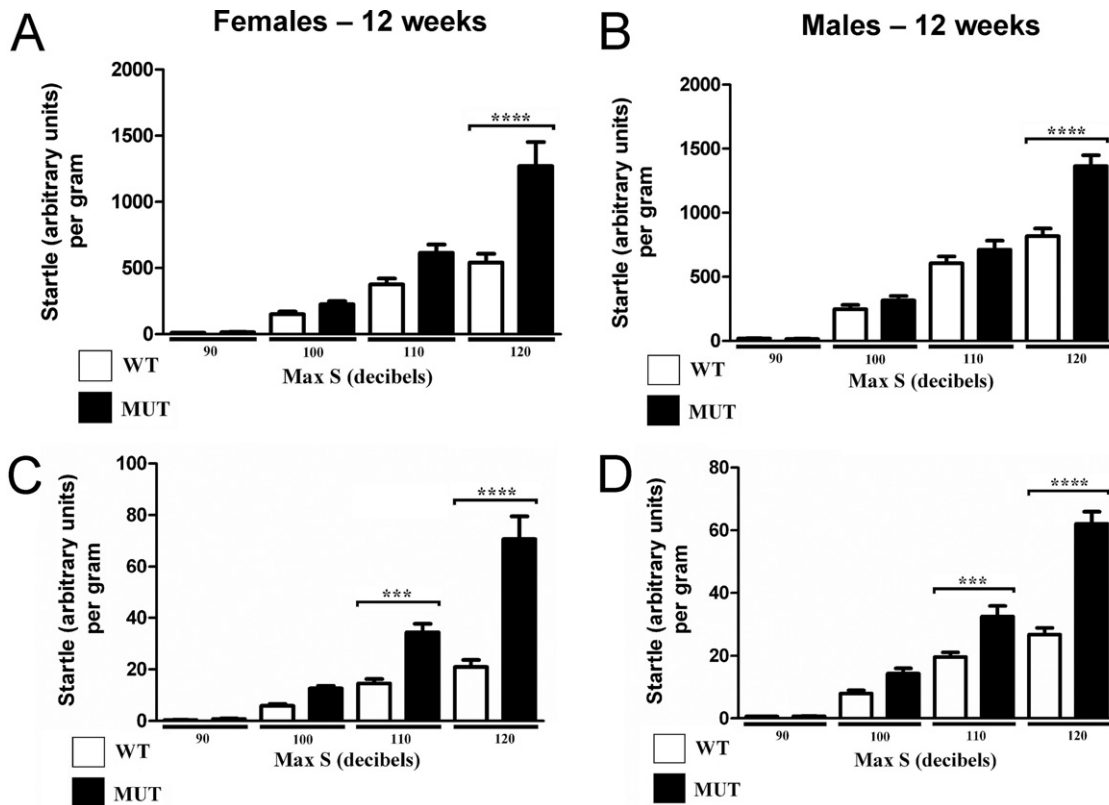 A
Females – 12 weeks
Startle (arbitrary units)
per gram
2000
1500
1000
500
0
****
90
100
110
120
Max S (decibels)
WT
MUT
B
Males – 12 weeks
Startle (arbitrary units)
per gram
2000
1500
1000
500
0
****
90
100
110
120
Max S (decibels)
WT
MUT
C
Startle (arbitrary units)
per gram
100
80
60
40
20
0
***
****
90
100
110
120
Max S (decibels)
WT
MUT
D
Startle (arbitrary units)
per gram
80
60
40
20
0
***
****
90
100
110
120
Max S (decibels)
WT
MUT